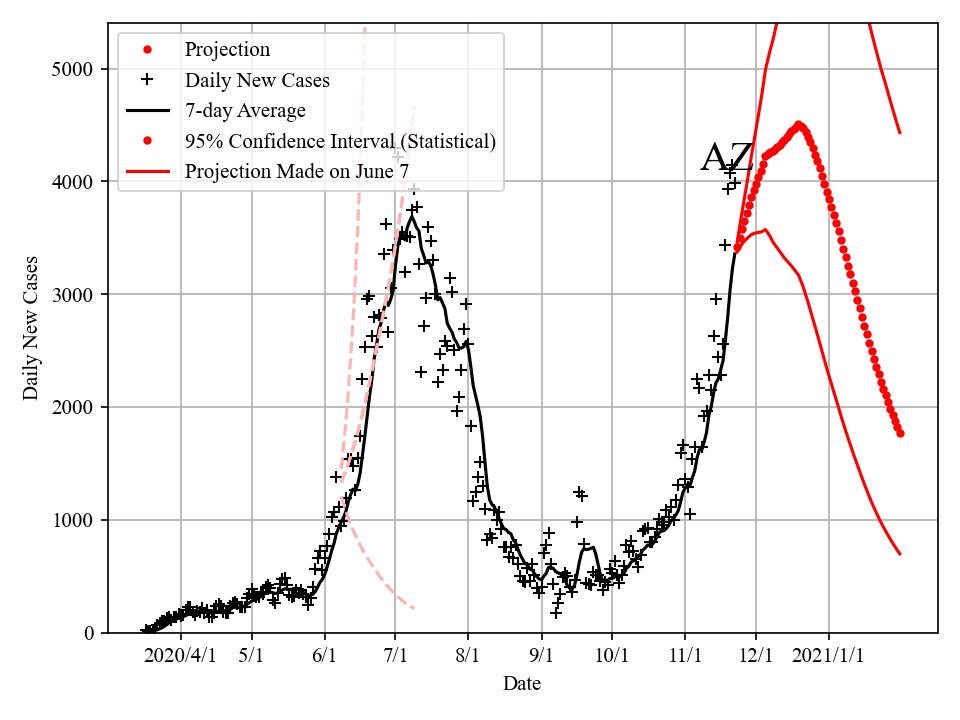 Projection
Daily New Cases
7-day Average
95% Confidence Interval (Statistical)
Projection Made on June 7
AZ
5000
4000
3000
2000
1000
0
Daily New Cases
2020/4/1 5/1 6/1 7/1 8/1 9/1 10/1 11/1 12/1 2021/1/1
Date